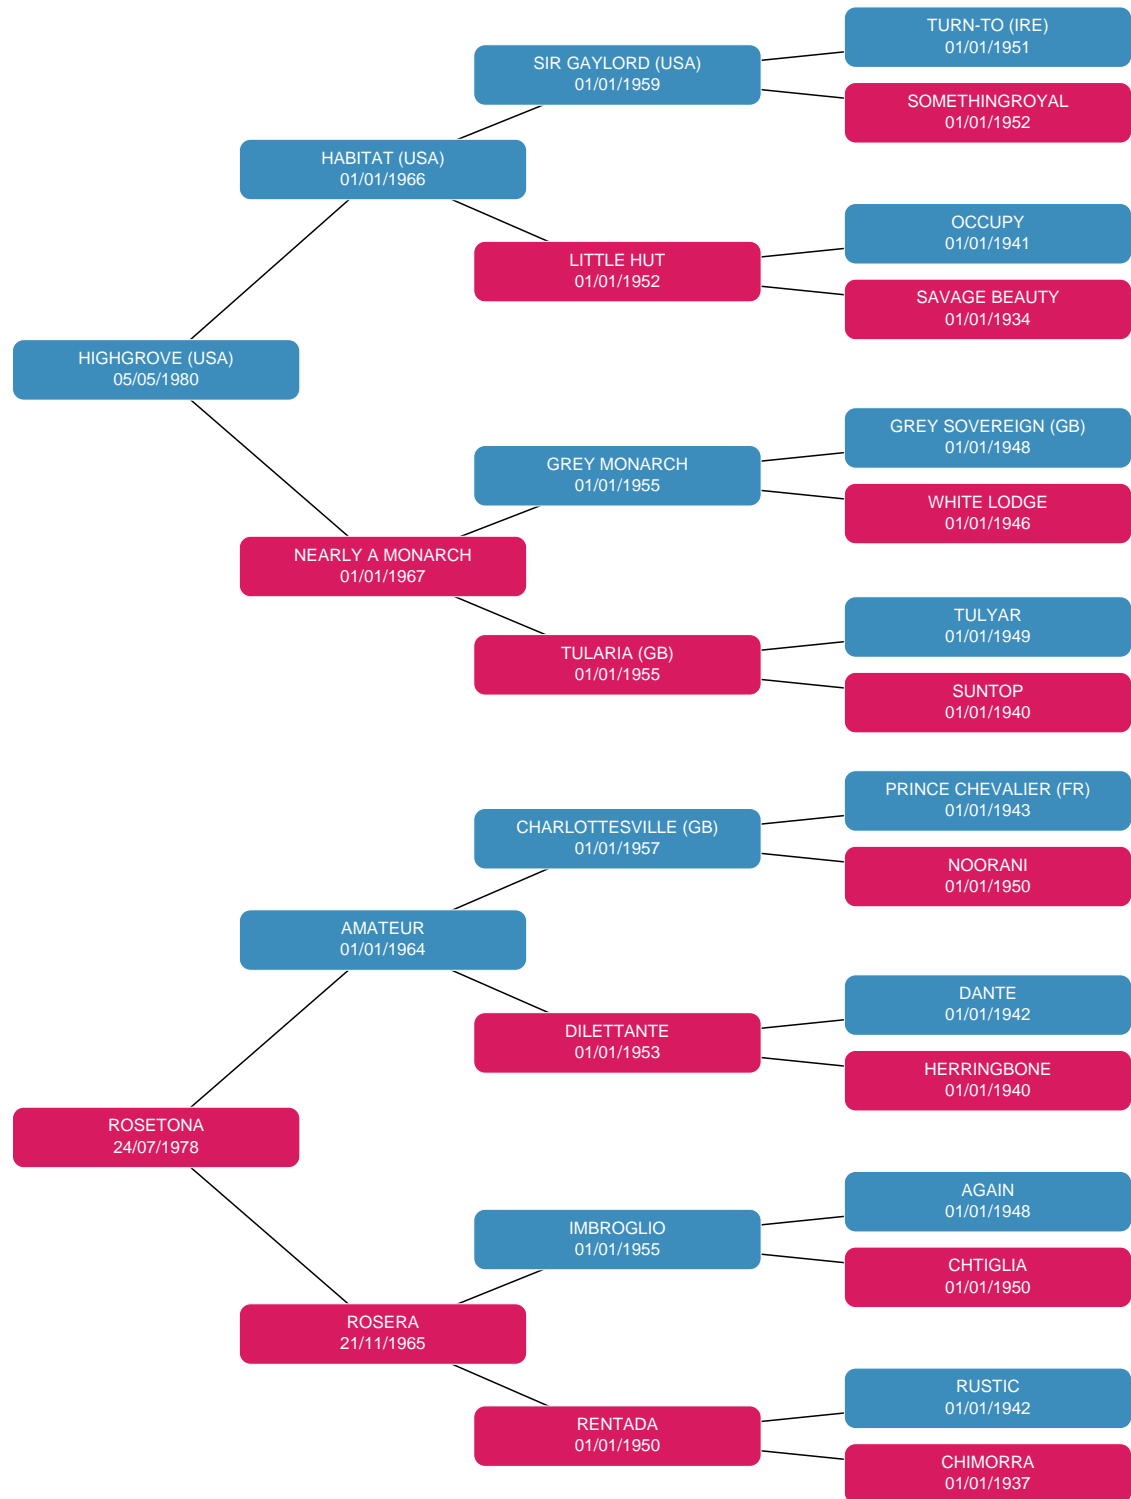 TURN-TO (IRE)
01/01/1951
SIR GAYLORD (USA)
01/01/1959
SOMETHINGROYAL
01/01/1952
HABITAT (USA)
01/01/1966
OCCUPY
01/01/1941
LITTLE HUT
01/01/1952
SAVAGE BEAUTY
01/01/1934
HIGHGROVE (USA)
05/05/1980
GREY SOVEREIGN (GB)
01/01/1948
GREY MONARCH
01/01/1955
WHITE LODGE
01/01/1946
NEARLY A MONARCH
01/01/1967
TULYAR
01/01/1949
TULARIA (GB)
01/01/1955
SUNTOP
01/01/1940
PRINCE CHEVALIER (FR)
01/01/1943
CHARLOTTESVILLE (GB)
01/01/1957
NOORANI
01/01/1950
AMATEUR
01/01/1964
DANTE
01/01/1942
DILETTANTE
01/01/1953
HERRINGBONE
01/01/1940
ROSETONA
24/07/1978
AGAIN
01/01/1948
IMBROGLIO
01/01/1955
CHTIGLIA
01/01/1950
ROSERA
21/11/1965
RUSTIC
01/01/1942
RENTADA
01/01/1950
CHIMORRA
01/01/1937